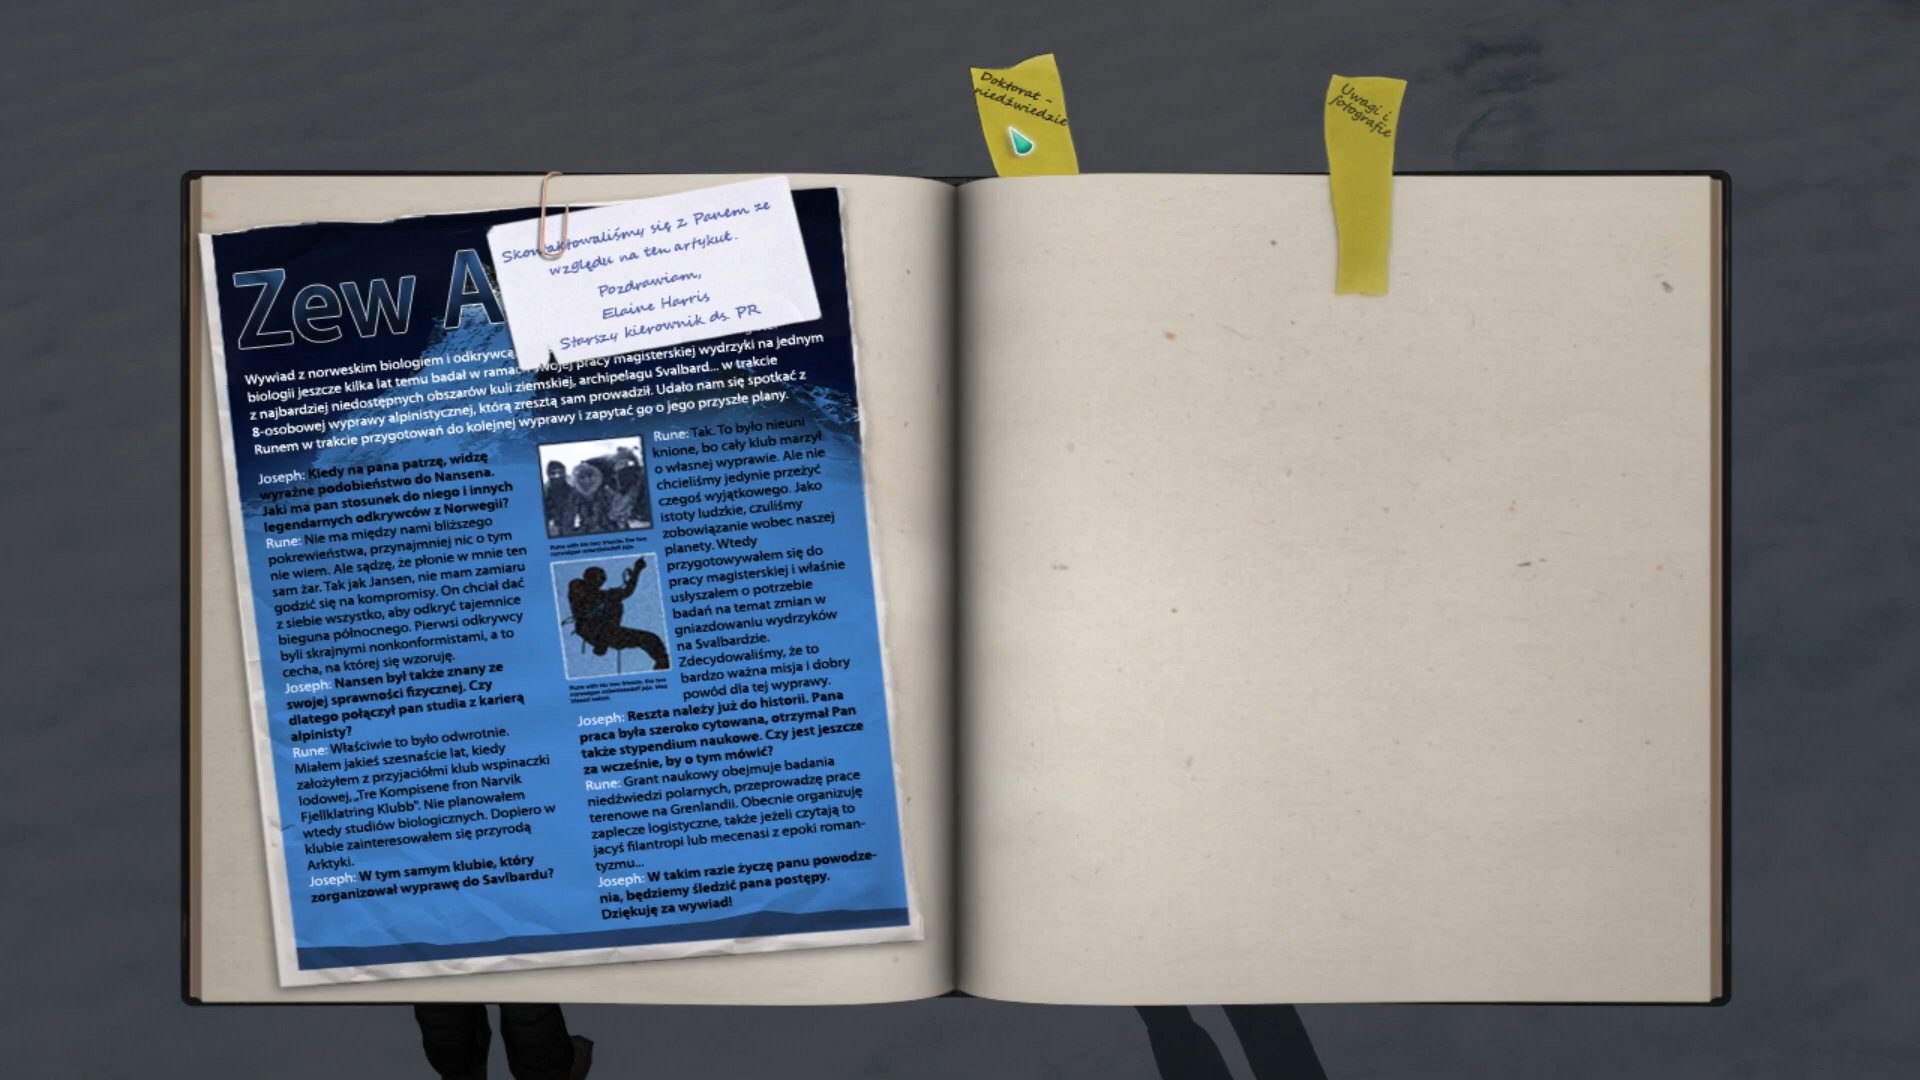 Doktorat -
niedźwiedzie
Uwagi i
fotografie
Skontaktowaliśmy się z Panem ze
względu na ten artykuł.
Pozdrawiam,
Elaine Harris
Starszy kierownik ds. PR
Zew A
Wywiad z norweskim biologiem i odkrywcą
biologii jeszcze kilka lat temu badał w ramach swojej pracy magisterskiej wydrzyki na jednym
z najbardziej niedostępnych obszarów kuli ziemskiej, archipelagu Svalbard... w trakcie
8-osobowej wyprawy alpinistycznej, którą zresztą sam prowadził. Udało nam się spotkać z
Runem w trakcie przygotowań do kolejnej wyprawy i zapytać go o jego przyszłe plany.
Joseph: Kiedy na pana patrzę, widzę
wyraźne podobieństwo do Nansena.
Jaki ma pan stosunek do niego i innych
legendarnych odkrywców z Norwegii?
Rune: Nie ma między nami bliższego
pokrewieństwa, przynajmniej nic o tym
nie wiem. Ale sądzę, że płonie w mnie ten
sam żar. Tak jak Jansen, nie mam zamiaru
godzić się na kompromisy. On chciał dać
z siebie wszystko, aby odkryć tajemnice
bieguna północnego. Pierwsi odkrywcy
byli skrajnymi nonkonformistami, a to
cecha, na której się wzoruję.
Joseph: Nansen był także znany ze
swojej sprawności fizycznej. Czy
dlatego połączył pan studia z karierą
alpinisty?
Rune: Właściwie to było odwrotnie.
Miałem jakieś szesnaście lat, kiedy
założyłem z przyjaciółmi klub wspinaczki
lodowej, „Tre Kompisene fron Narvik
Fjellklatring Klubb". Nie planowałem
wtedy studiów biologicznych. Dopiero w
klubie zainteresowałem się przyrodą
Arktyki.
Joseph: W tym samym klubie, który
zorganizował wyprawę do Savlbardu?
Rune: Tak. To było nieuni
knione, bo cały klub marzył
o własnej wyprawie. Ale nie
chcieliśmy jedynie przeżyć
czegoś wyjątkowego. Jako
istoty ludzkie, czuliśmy
zobowiązanie wobec naszej
planety. Wtedy
przygotowywałem się do
pracy magisterskiej i właśnie
usłyszałem o potrzebie
badań na temat zmian w
gniazdowaniu wydrzyków
na Svalbardzie.
Zdecydowaliśmy, że to
bardzo ważna misja i dobry
powód dla tej wyprawy.
Joseph: Reszta należy już do historii. Pana
praca była szeroko cytowana, otrzymał Pan
także stypendium naukowe. Czy jest jeszcze
za wcześnie, by o tym mówić?
Rune: Grant naukowy obejmuje badania
niedźwiedzi polarnych, przeprowadzę prace
terenowe na Grenlandii. Obecnie organizuję
zaplecze logistyczne, także jeżeli czytają to
jacyś filantropi lub mecenasi z epoki roman-
tyzmu...
Joseph: W takim razie życzę panu powodze-
nia, będziemy śledzić pana postępy.
Dziękuję za wywiad!